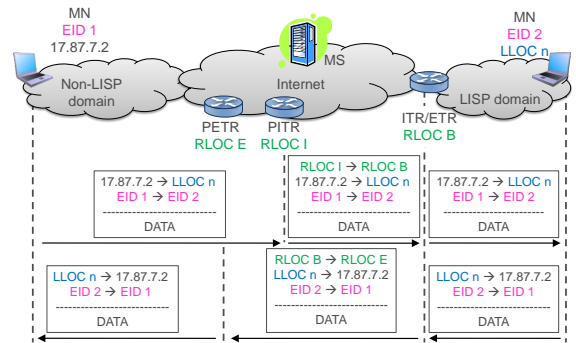 MN
EID 1
17.87.7.2
MN
EID 2
LLOC n
MS
Non-LISP
domain
Internet
LISP domain
PETR
RLOC E
PITR
RLOC I
ITR/ETR
RLOC B
17.87.7.2 → LLOC n
EID 1 → EID 2
----------------------------
DATA
RLOC I → RLOC B
17.87.7.2 → LLOC n
EID 1 → EID 2
----------------------------
DATA
17.87.7.2 → LLOC n
EID 1 → EID 2
----------------------------
DATA
LLOC n → 17.87.7.2
EID 2 → EID 1
----------------------------
DATA
RLOC B → RLOC E
LLOC n → 17.87.7.2
EID 2 → EID 1
----------------------------
DATA
LLOC n → 17.87.7.2
EID 2 → EID 1
----------------------------
DATA